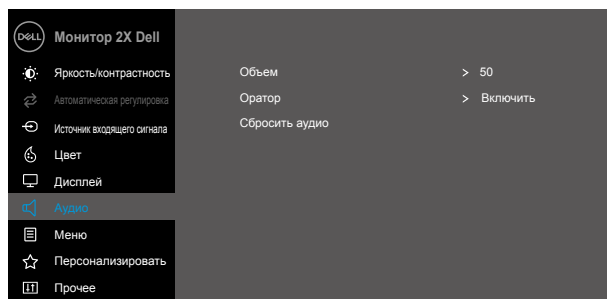 DELL
Монитор 2X Dell
Яркость/контрастность
Автоматическая регулировка
Источник входящего сигнала
Цвет
Дисплей
Аудио
Меню
Персонализировать
Прочее
Объем > 50
Оратор > Включить
Сбросить аудио